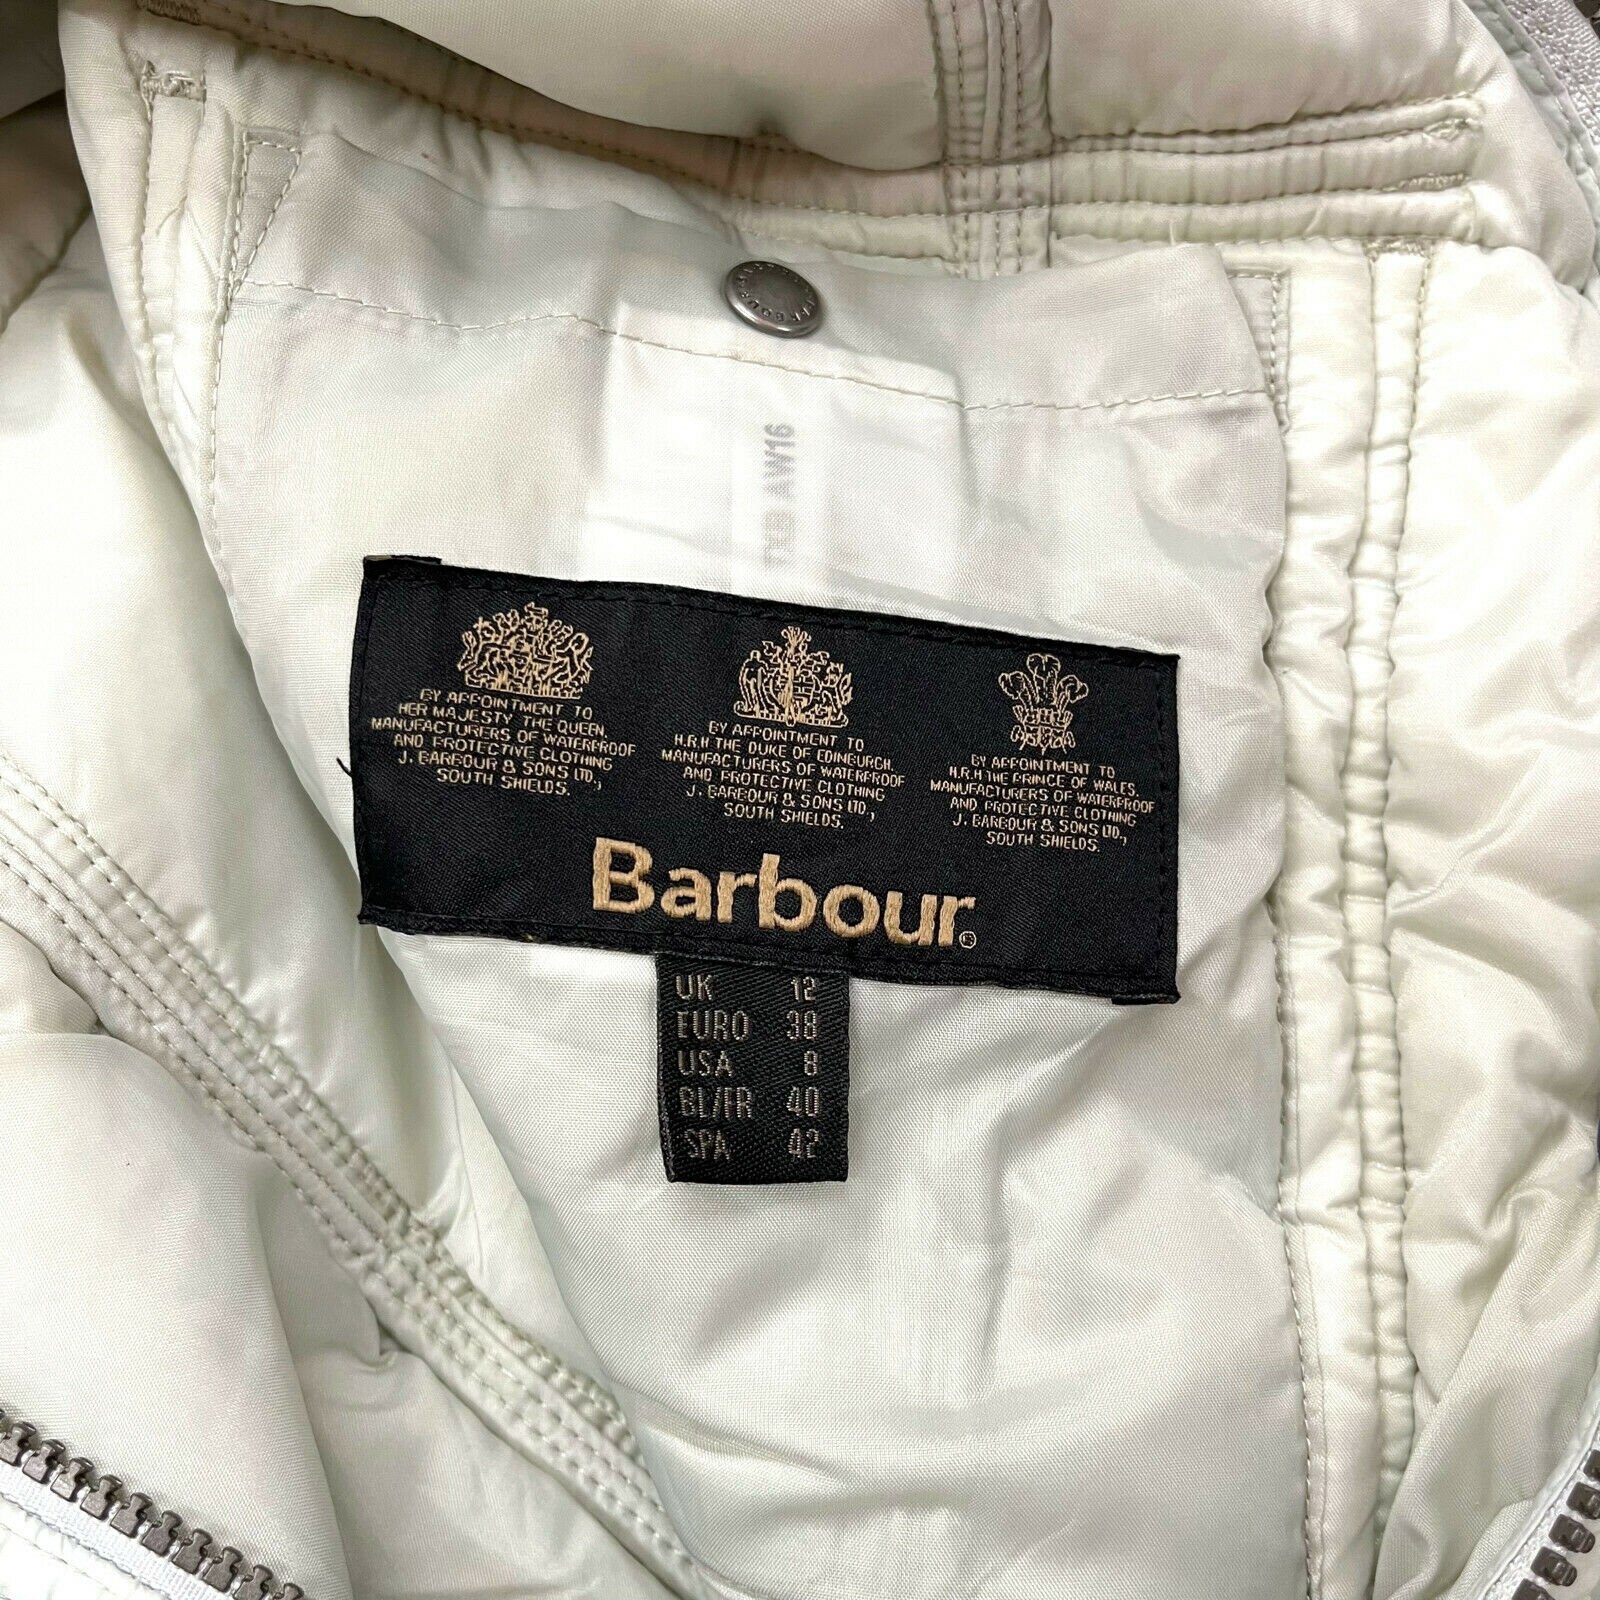 AW16
BY APPOINTMENT TO
HER MAJESTY THE QUEEN,
MANUFACTURERS OF WATERPROOF
AND PROTECTIVE CLOTHING
J. BARBOUR & SONS LTD.,
SOUTH SHIELDS.
BY APPOINTMENT TO
H.R.H THE DUKE OF EDINBURGH.
MANUFACTURERS OF WATERPROOF
AND PROTECTIVE CLOTHING
J. BARBOUR & SONS LTD.,
SOUTH SHIELDS.
BY APPOINTMENT TO
H.R.H THE PRINCE OF WALES.
MANUFACTURERS OF WATERPROOF
AND PROTECTIVE CLOTHING
J. BARBOUR & SONS LTD.,
SOUTH SHIELDS.
Barbour®
UK 12
EURO 38
USA 8
BL/FR 40
SPA 42